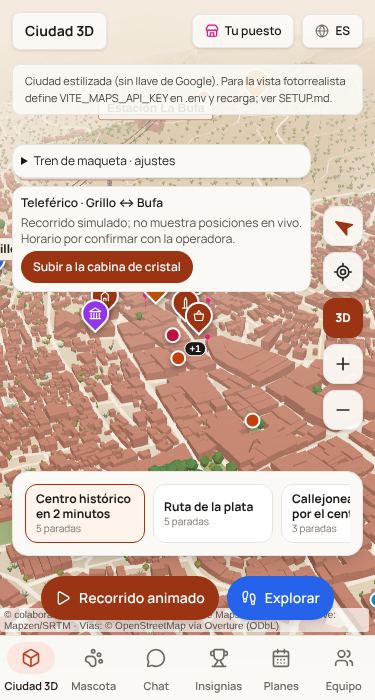 Ciudad 3D
Tu puesto
ES
Ciudad estilizada (sin llave de Google). Para la vista fotorrealista
define VITE_MAPS_API_KEY en .env y recarga; ver SETUP.md.
Estación La Bufa
Tren de maqueta · ajustes
Teleférico · Grillo ↔ Bufa
Recorrido simulado; no muestra posiciones en vivo.
Horario por confirmar con la operadora.
Subir a la cabina de cristal
3D
+1
Centro histórico
en 2 minutos
5 paradas
Ruta de la plata
5 paradas
Callejonea
por el cent
3 paradas
Recorrido animado
Explorar
Mapzen/SRTM · Vías: © OpenStreetMap vía Overture (ODbL)
Ciudad 3D
Mascota
Chat
Insignias
Planes
Equipo